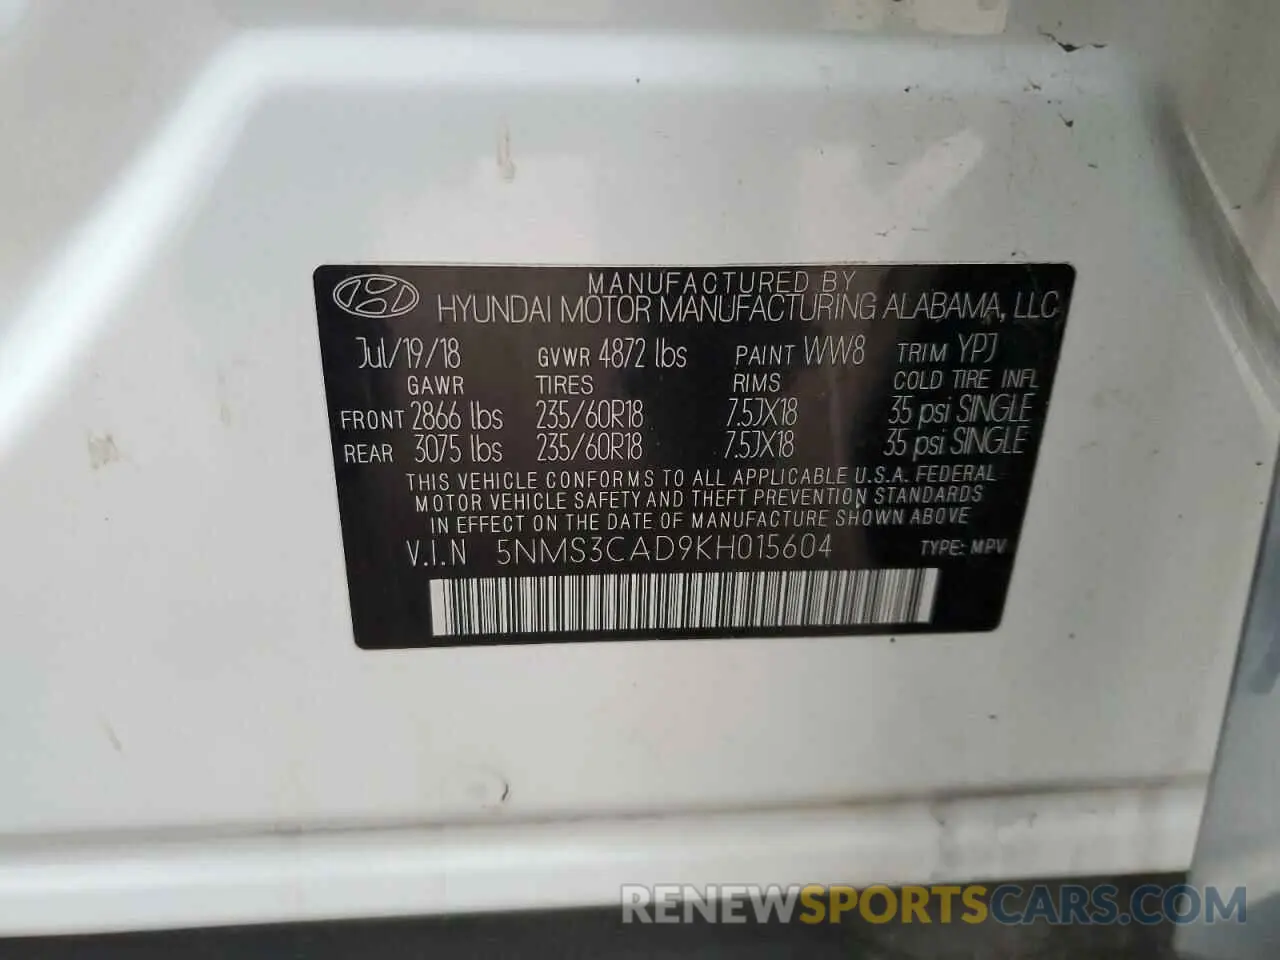 MANUFACTURED BY
HYUNDAI MOTOR MANUFACTURING ALABAMA, LLC
Jul/19/18 GVWR 4872 lbs PAINT WW8 TRIM YPJ
GAWR TIRES RIMS COLD TIRE INFL
FRONT 2866 lbs 235/60R18 7.5JX18 35 psi SINGLE
REAR 3075 lbs 235/60R18 7.5JX18 35 psi SINGLE
THIS VEHICLE CONFORMS TO ALL APPLICABLE U.S.A. FEDERAL
MOTOR VEHICLE SAFETY AND THEFT PREVENTION STANDARDS
IN EFFECT ON THE DATE OF MANUFACTURE SHOWN ABOVE
V.I.N 5NMS3CAD9KH015604 TYPE: MPV
RENEWSPORTSCARS.COM